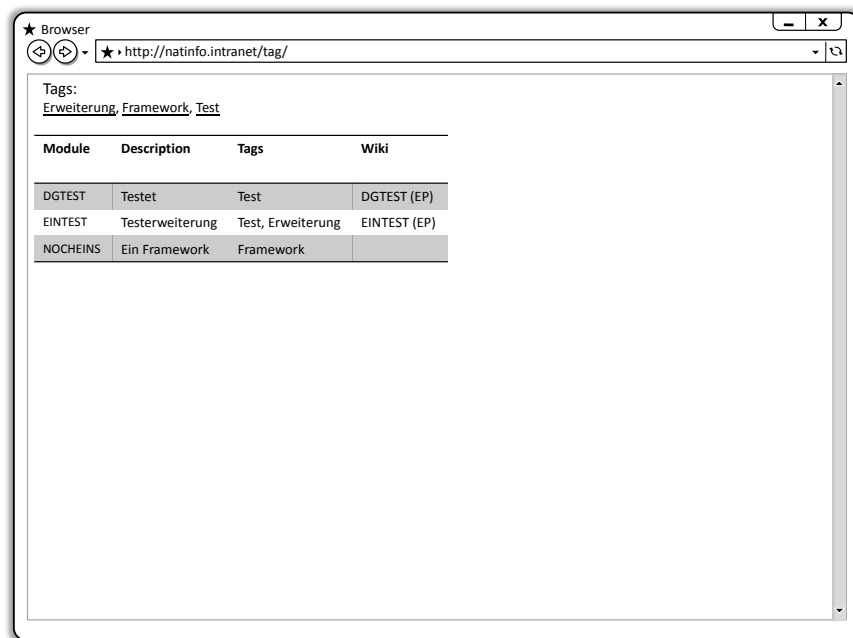 Browser
http://natinfo.intranet/tag/
Tags:
Erweiterung, Framework, Test
Module Description Tags Wiki
DGTEST Testet Test DGTEST (EP)
EINTEST Testerweiterung Test, Erweiterung EINTEST (EP)
NOCHEINS Ein Framework Framework